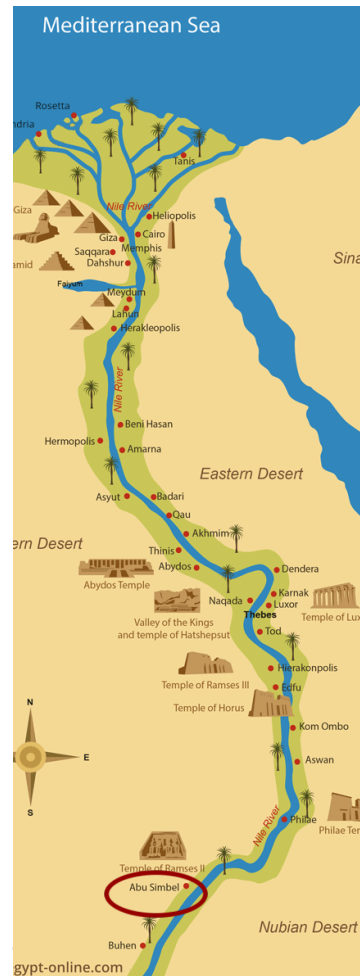 Mediterranean Sea
Rosetta
ndria
Tanis
Nile River
Heliopolis
Giza
Cairo
Giza
Memphis
Saqqara
Dahshur
amid
Sina
Faiyum
Meydum
Lahun
Herakleopolis
Nile River
Beni Hasan
Hermopolis
Amarna
Eastern Desert
Asyut
Badari
Qau
Akhmim
ern Desert
Thinis
Abydos
Dendera
Abydos Temple
Karnak
Naqada
Luxor
Thebes
Temple of Lux
Valley of the Kings
and temple of Hatshepsut
Tod
Hierakonpolis
Temple of Ramses III
Edfu
Temple of Horus
N
Kom Ombo
E
Aswan
S
Nile River
Philae
Philae Tem
Temple of Ramses II
Abu Simbel
Nubian Desert
Buhen
gypt-online.com